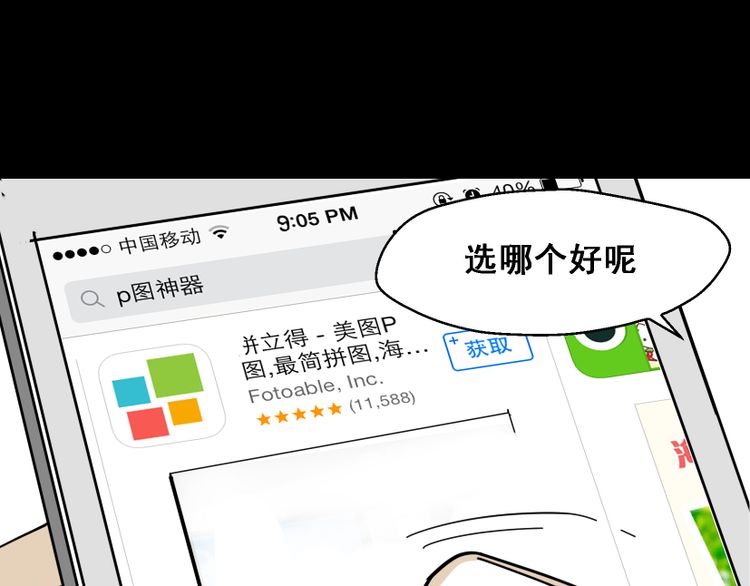 中国移动 9:05 PM 40%
p图神器
选哪个好呢
并立得 - 美图P
图,最简拼图,海...
获取
Fotoable, Inc.
(11,588)